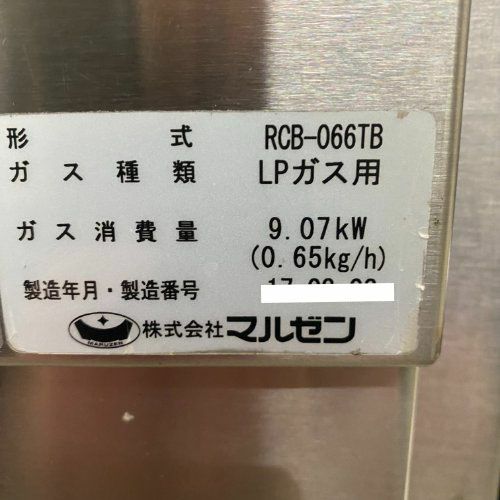 形 式 RCB-066TB
ガス種類 LPガス用
ガス消費量 9.07kW
(0.65kg/h)
製造年月・製造番号
MARUZEN 株式会社マルゼン